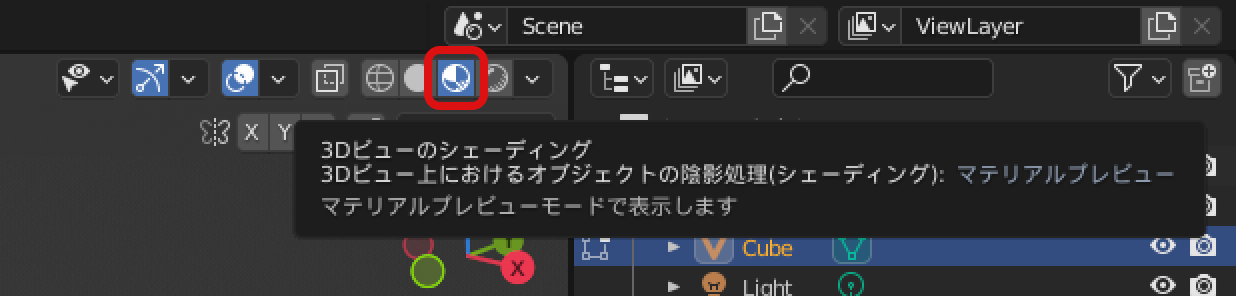 Scene
ViewLayer
X Y
3Dビューのシェーディング
3Dビュー上におけるオブジェクトの陰影処理(シェーディング): マテリアルプレビュー
マテリアルプレビューモードで表示します
Cube
X
Light